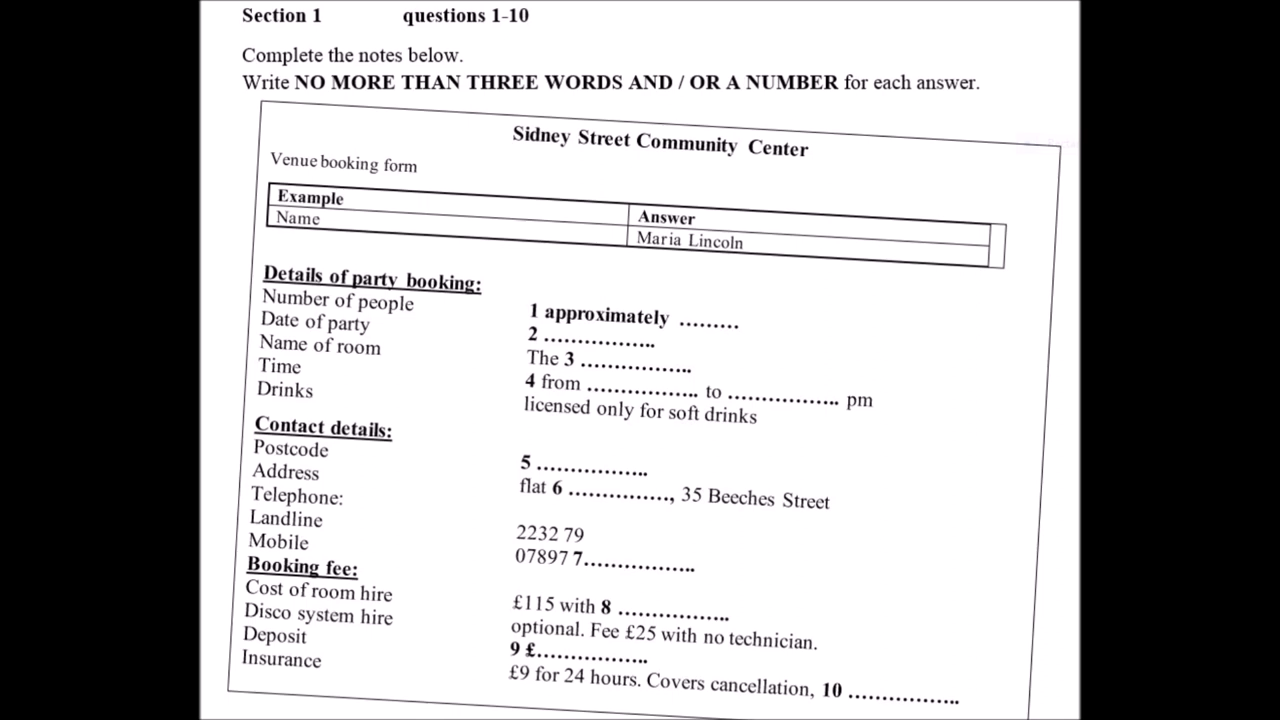 Section 1 questions 1-10
Complete the notes below.
Write NO MORE THAN THREE WORDS AND / OR A NUMBER for each answer.
Sidney Street Community Center
Venue booking form
Example Answer
Name Maria Lincoln
Details of party booking:
Number of people 1 approximately ………
Date of party 2 ……………..
Name of room The 3 ……………..
Time 4 from …………….. to …………….. pm
Drinks licensed only for soft drinks
Contact details:
Postcode 5 ……………..
Address flat 6 ……………, 35 Beeches Street
Telephone:
Landline 2232 79
Mobile 07897 7……………..
Booking fee:
Cost of room hire £115 with 8 ……………..
Disco system hire optional. Fee £25 with no technician.
Deposit 9 £……………..
Insurance £9 for 24 hours. Covers cancellation, 10 ……………..